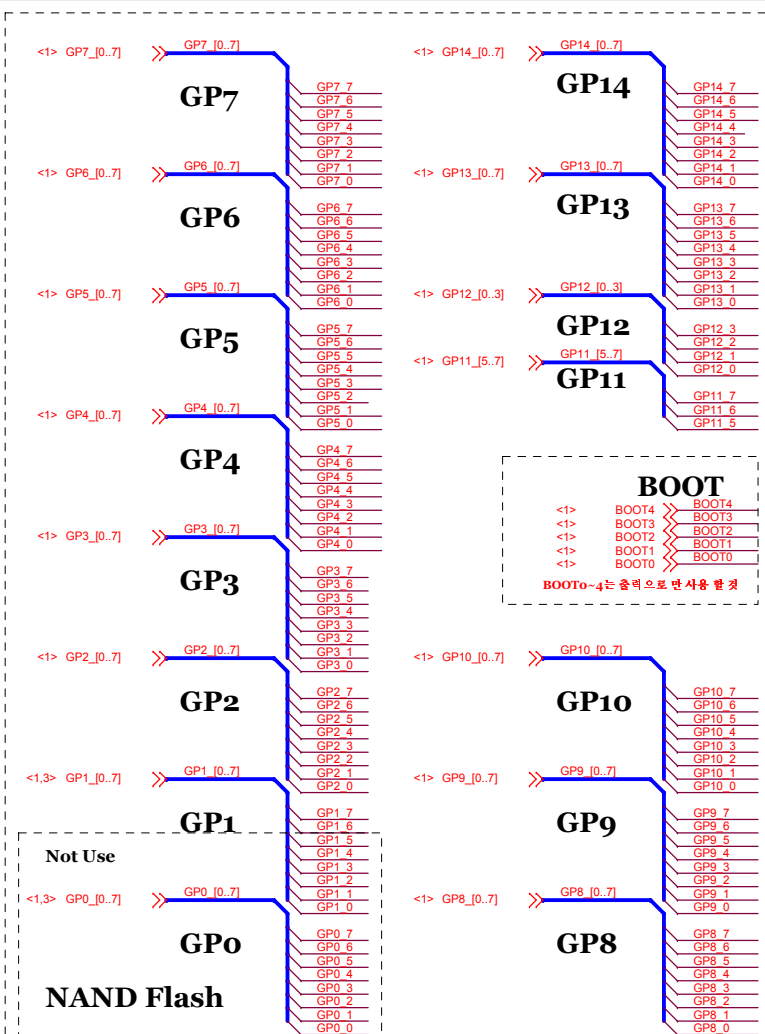 <1> GP7_[0..7] GP7_[0..7]
GP7
GP7_7
GP7_6
GP7_5
GP7_4
GP7_3
GP7_2
GP7_1
GP7_0
<1> GP6_[0..7] GP6_[0..7]
GP6
GP6_7
GP6_6
GP6_5
GP6_4
GP6_3
GP6_2
GP6_1
GP6_0
<1> GP5_[0..7] GP5_[0..7]
GP5
GP5_7
GP5_6
GP5_5
GP5_4
GP5_3
GP5_2
GP5_1
GP5_0
<1> GP4_[0..7] GP4_[0..7]
GP4
GP4_7
GP4_6
GP4_5
GP4_4
GP4_3
GP4_2
GP4_1
GP4_0
<1> GP3_[0..7] GP3_[0..7]
GP3
GP3_7
GP3_6
GP3_5
GP3_4
GP3_3
GP3_2
GP3_1
GP3_0
<1> GP2_[0..7] GP2_[0..7]
GP2
GP2_7
GP2_6
GP2_5
GP2_4
GP2_3
GP2_2
GP2_1
GP2_0
<1,3> GP1_[0..7] GP1_[0..7]
GP1
GP1_7
GP1_6
GP1_5
GP1_4
GP1_3
GP1_2
GP1_1
GP1_0
Not Use
<1,3> GP0_[0..7] GP0_[0..7]
GP0
GP0_7
GP0_6
GP0_5
GP0_4
GP0_3
GP0_2
GP0_1
GP0_0
NAND Flash
<1> GP14_[0..7] GP14_[0..7]
GP14
GP14_7
GP14_6
GP14_5
GP14_4
GP14_3
GP14_2
GP14_1
GP14_0
<1> GP13_[0..7] GP13_[0..7]
GP13
GP13_7
GP13_6
GP13_5
GP13_4
GP13_3
GP13_2
GP13_1
GP13_0
<1> GP12_[0..3] GP12_[0..3]
GP12
GP12_3
GP12_2
GP12_1
GP12_0
<1> GP11_[5..7] GP11_[5..7]
GP11
GP11_7
GP11_6
GP11_5
BOOT
<1> BOOT4 BOOT4
<1> BOOT3 BOOT3
<1> BOOT2 BOOT2
<1> BOOT1 BOOT1
<1> BOOT0 BOOT0
BOOT0~4는 출력으로 만 사용 할 것
<1> GP10_[0..7] GP10_[0..7]
GP10
GP10_7
GP10_6
GP10_5
GP10_4
GP10_3
GP10_2
GP10_1
GP10_0
<1> GP9_[0..7] GP9_[0..7]
GP9
GP9_7
GP9_6
GP9_5
GP9_4
GP9_3
GP9_2
GP9_1
GP9_0
<1> GP8_[0..7] GP8_[0..7]
GP8
GP8_7
GP8_6
GP8_5
GP8_4
GP8_3
GP8_2
GP8_1
GP8_0